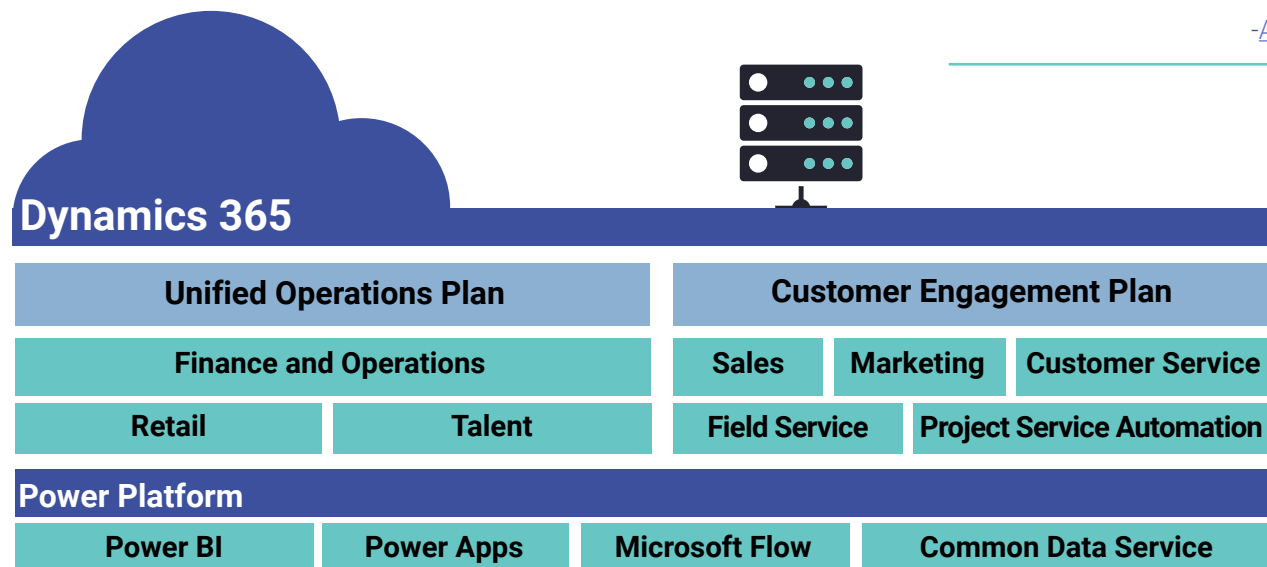 -A
Dynamics 365
Unified Operations Plan
Customer Engagement Plan
Finance and Operations
Sales
Marketing
Customer Service
Retail
Talent
Field Service
Project Service Automation
Power Platform
Power BI
Power Apps
Microsoft Flow
Common Data Service